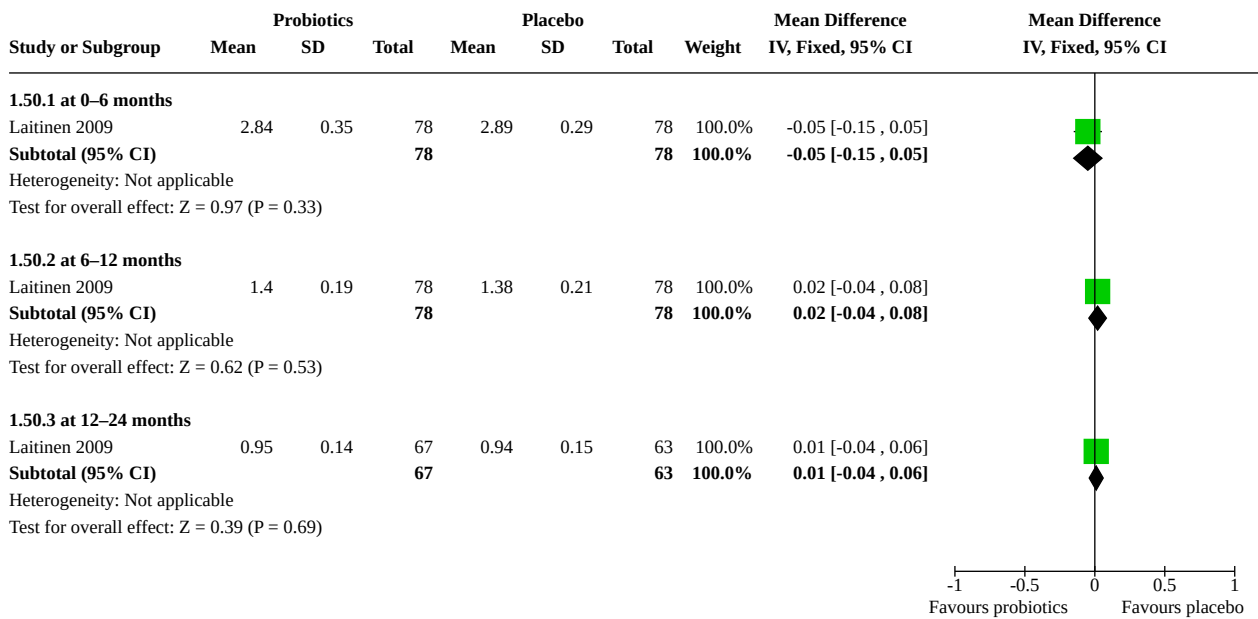 Probiotics Placebo Mean Difference Mean Difference
Study or Subgroup Mean SD Total Mean SD Total Weight IV, Fixed, 95% CI IV, Fixed, 95% CI
1.50.1 at 0–6 months
Laitinen 2009 2.84 0.35 78 2.89 0.29 78 100.0% -0.05 [-0.15 , 0.05]
Subtotal (95% CI) 78 78 100.0% -0.05 [-0.15 , 0.05]
Heterogeneity: Not applicable
Test for overall effect: Z = 0.97 (P = 0.33)
1.50.2 at 6–12 months
Laitinen 2009 1.4 0.19 78 1.38 0.21 78 100.0% 0.02 [-0.04 , 0.08]
Subtotal (95% CI) 78 78 100.0% 0.02 [-0.04 , 0.08]
Heterogeneity: Not applicable
Test for overall effect: Z = 0.62 (P = 0.53)
1.50.3 at 12–24 months
Laitinen 2009 0.95 0.14 67 0.94 0.15 63 100.0% 0.01 [-0.04 , 0.06]
Subtotal (95% CI) 67 63 100.0% 0.01 [-0.04 , 0.06]
Heterogeneity: Not applicable
Test for overall effect: Z = 0.39 (P = 0.69)
-1 -0.5 0 0.5 1
Favours probiotics Favours placebo